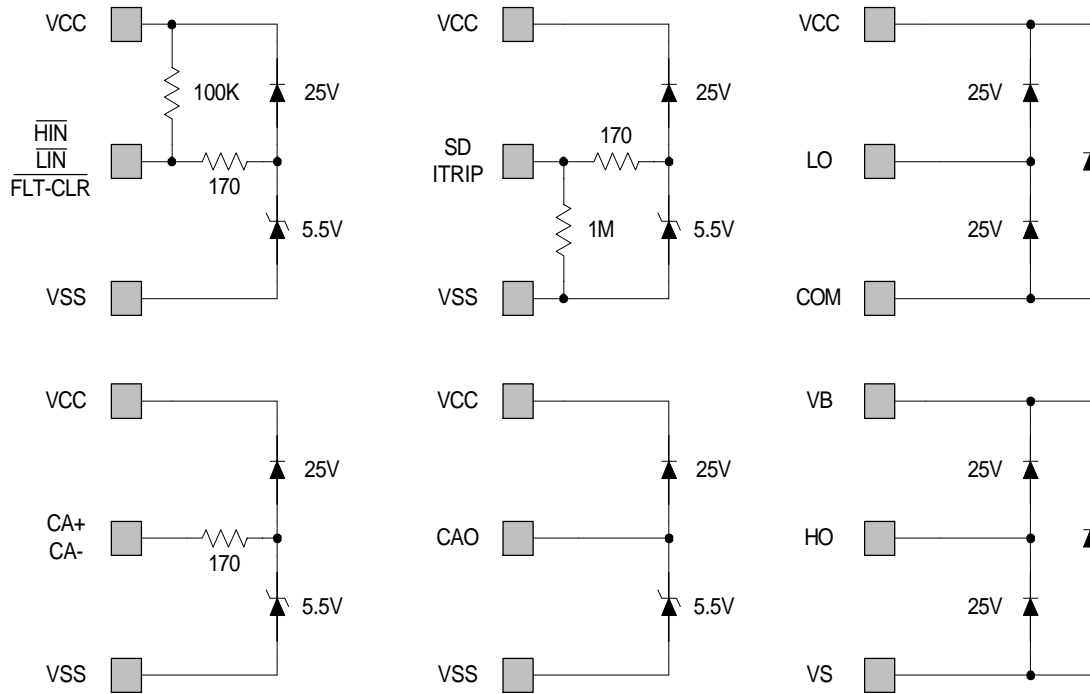 VCC
100K
25V
HIN
LIN
FLT-CLR
170
5.5V
VSS
VCC
25V
SD
ITRIP
170
1M
5.5V
VSS
VCC
25V
LO
25V
COM
VCC
25V
CA+
CA-
170
5.5V
VSS
VCC
25V
CAO
5.5V
VSS
VB
25V
HO
25V
VS